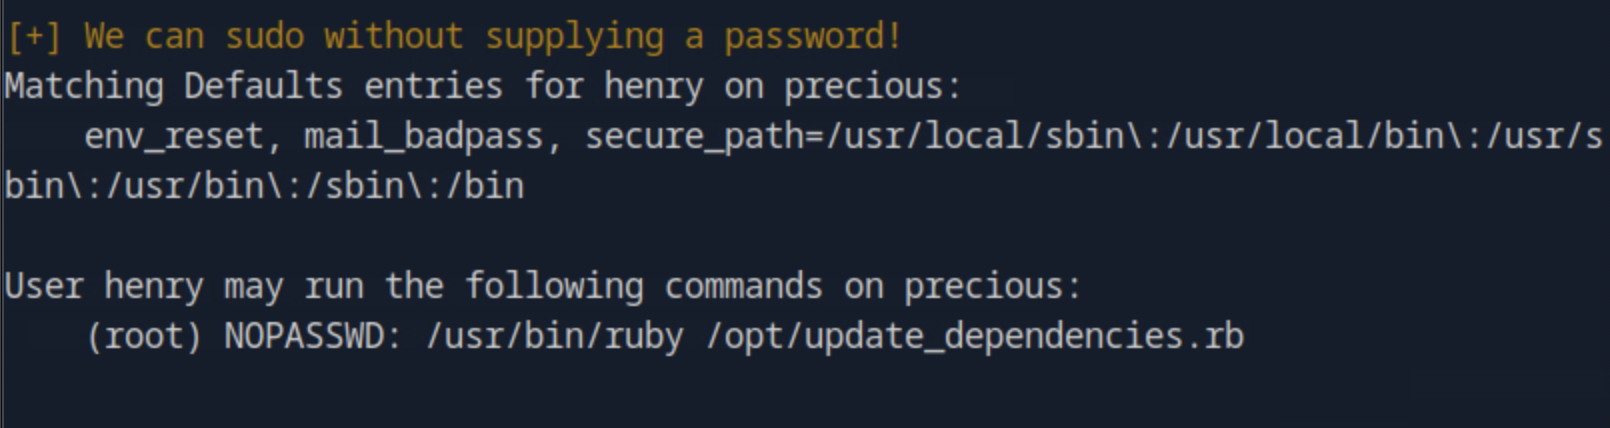 [+] We can sudo without supplying a password!
Matching Defaults entries for henry on precious:
    env_reset, mail_badpass, secure_path=/usr/local/sbin\:/usr/local/bin\:/usr/s
bin\:/usr/bin\:/sbin\:/bin
User henry may run the following commands on precious:
    (root) NOPASSWD: /usr/bin/ruby /opt/update_dependencies.rb